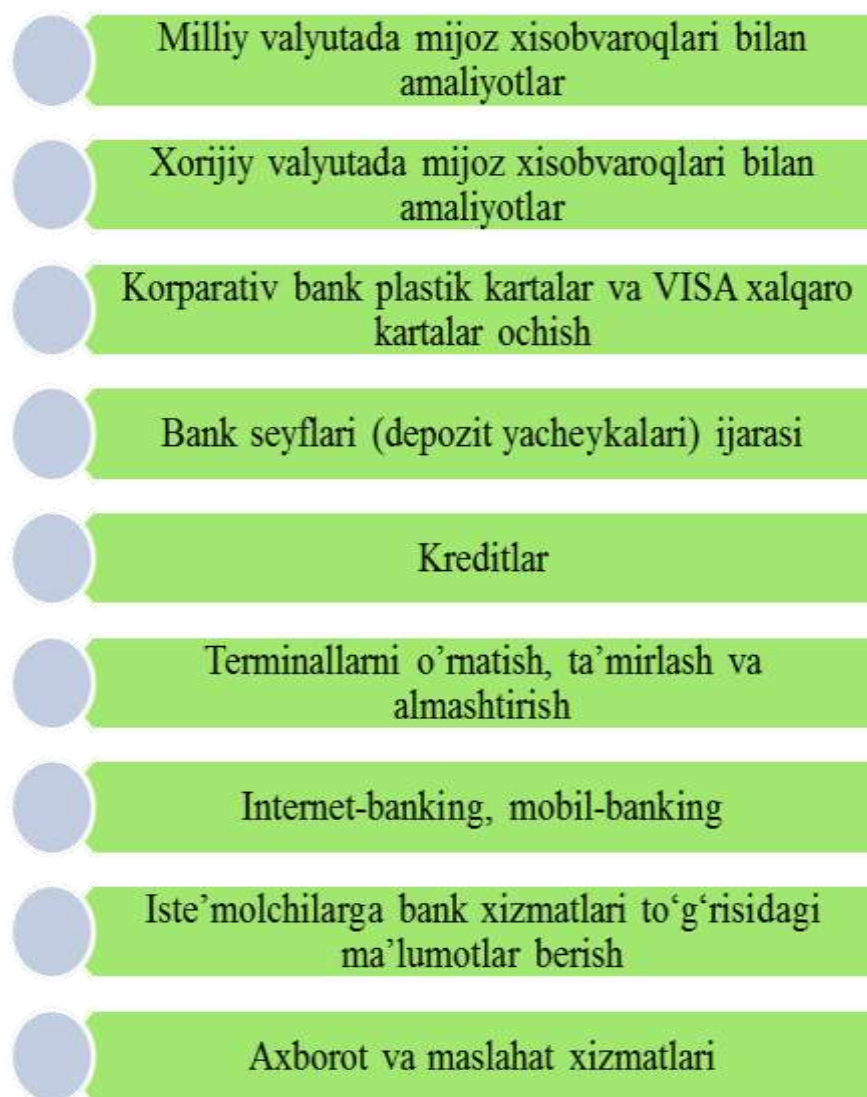 Milliy valyutada mijoz xisobvaroqlari bilan
amaliyotlar
Xorijiy valyutada mijoz xisobvaroqlari bilan
amaliyotlar
Korparativ bank plastik kartalar va VISA xalqaro
kartalar ochish
Bank seyflari (depozit yacheykalari) ijarasi
Kreditlar
Terminallarni o’rnatish, ta’mirlash va
almashtirish
Internet-banking, mobil-banking
Iste’molchilarga bank xizmatlari to‘g‘risidagi
ma’lumotlar berish
Axborot va maslahat xizmatlari